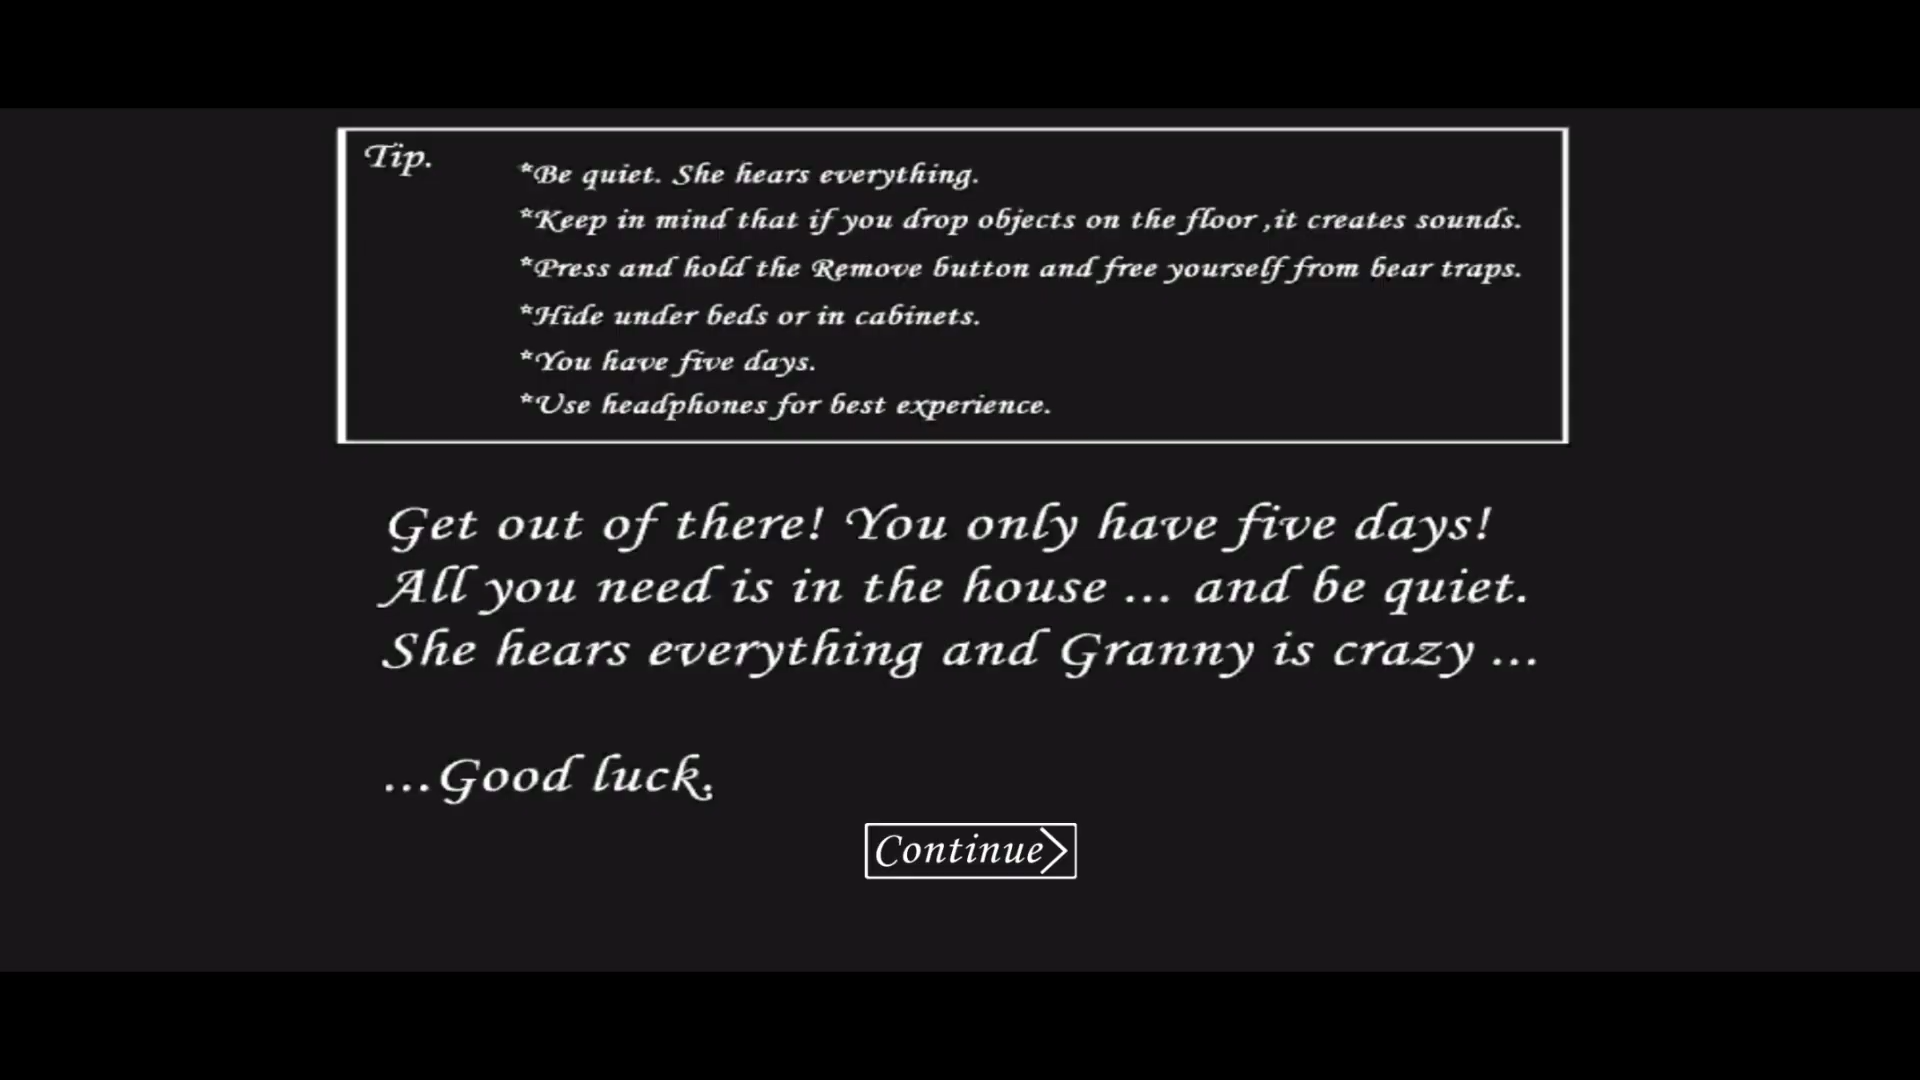 Tip.
*Be quiet. She hears everything.
*Keep in mind that if you drop objects on the floor ,it creates sounds.
*Press and hold the Remove button and free yourself from bear traps.
*Hide under beds or in cabinets.
*You have five days.
*Use headphones for best experience.
Get out of there! You only have five days!
All you need is in the house ... and be quiet.
She hears everything and Granny is crazy ...
...Good luck.
Continue>